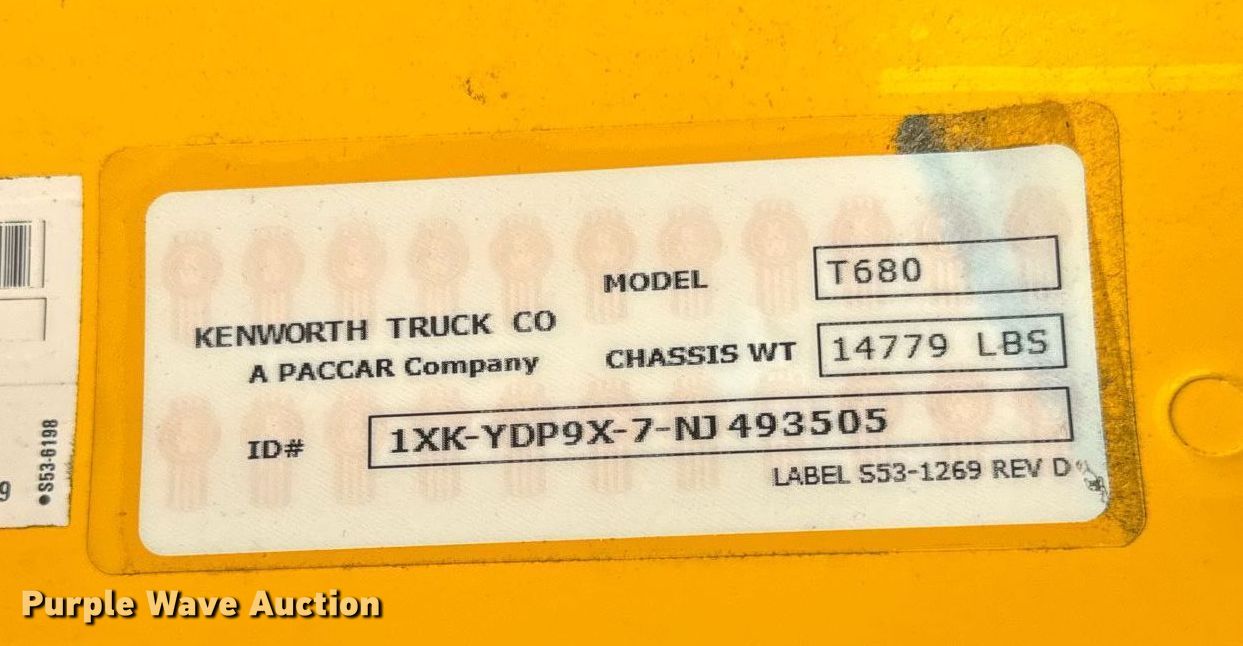 MODEL T680
KENWORTH TRUCK CO
A PACCAR Company
CHASSIS WT 14779 LBS
ID# 1XK-YDP9X-7-NJ493505
LABEL S53-1269 REV D
9
●S53-6198
Purple Wave Auction